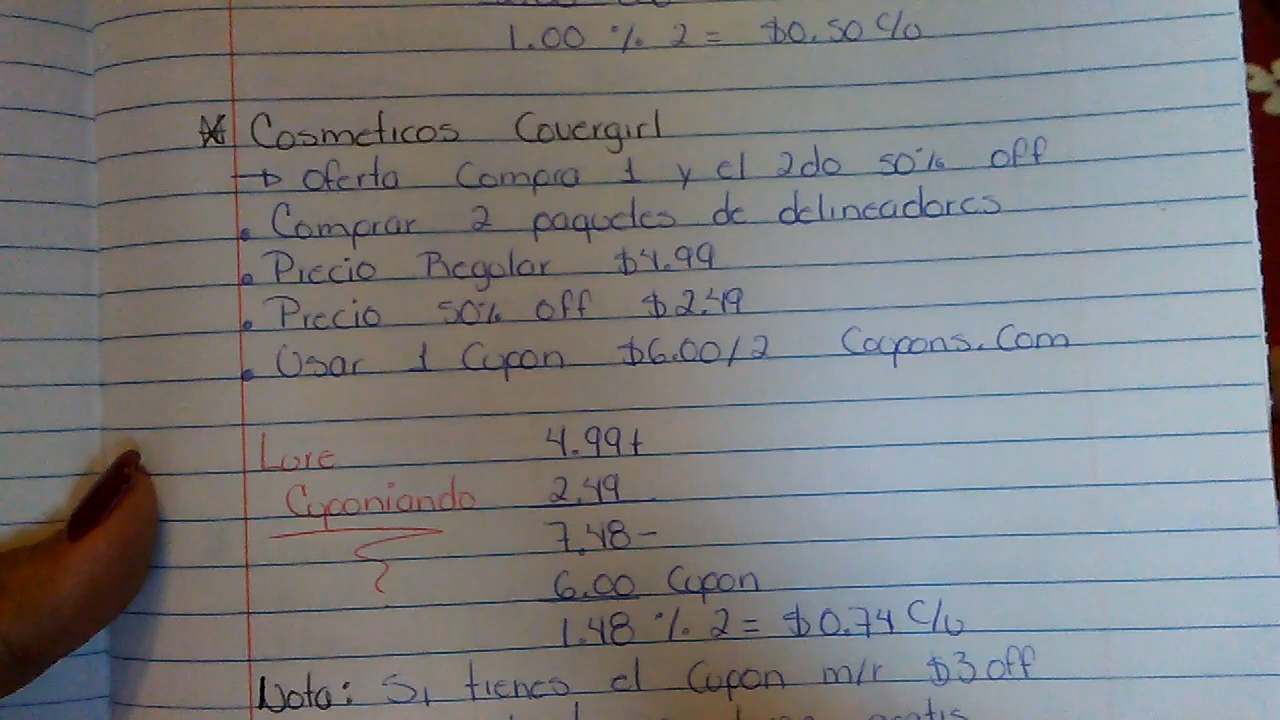 1.00 % 2 = $0.50 c/u
* Cosmeticos Covergirl
→ Oferta Compra 1 y el 2do 50% off
• Comprar 2 paquetes de delineadores
• Precio Regular $4.99
• Precio 50% off $2.49
• Usar 1 Cupon $6.00/2 Coupons.Com
Lore 4.99+
Cuponiando 2.49
7.48-
6.00 Cupon
1.48 % 2 = $0.74 c/u
Nota: Si tienes el Cupon m/r $3 off
gratis